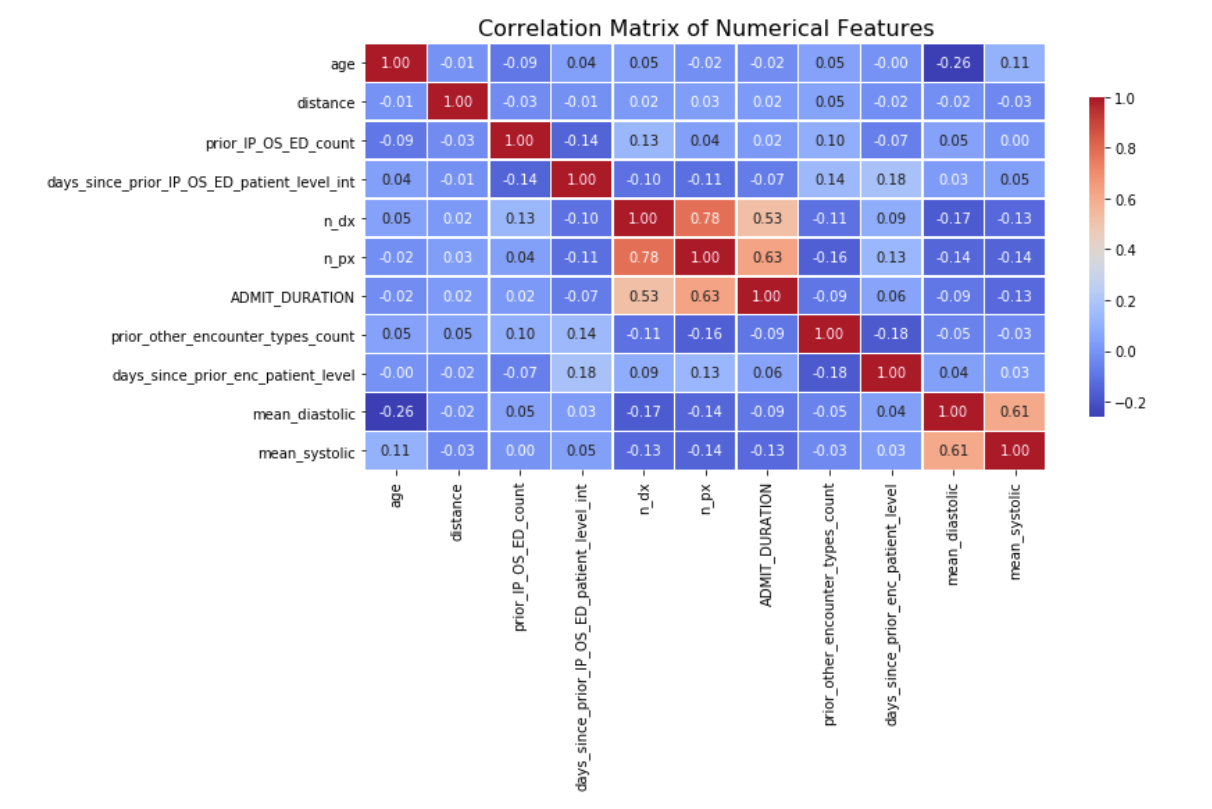 Correlation Matrix of Numerical Features
age 1.00 -0.01 -0.09 0.04 0.05 -0.02 -0.02 0.05 -0.00 -0.26 0.11
distance -0.01 1.00 -0.03 -0.01 0.02 0.03 0.02 0.05 -0.02 -0.02 -0.03
prior_IP_OS_ED_count -0.09 -0.03 1.00 -0.14 0.13 0.04 0.02 0.10 -0.07 0.05 0.00
days_since_prior_IP_OS_ED_patient_level_int 0.04 -0.01 -0.14 1.00 -0.10 -0.11 -0.07 0.14 0.18 0.03 0.05
n_dx 0.05 0.02 0.13 -0.10 1.00 0.78 0.53 -0.11 0.09 -0.17 -0.13
n_px -0.02 0.03 0.04 -0.11 0.78 1.00 0.63 -0.16 0.13 -0.14 -0.14
ADMIT_DURATION -0.02 0.02 0.02 -0.07 0.53 0.63 1.00 -0.09 0.06 -0.09 -0.13
prior_other_encounter_types_count 0.05 0.05 0.10 0.14 -0.11 -0.16 -0.09 1.00 -0.18 -0.05 -0.03
days_since_prior_enc_patient_level -0.00 -0.02 -0.07 0.18 0.09 0.13 0.06 -0.18 1.00 0.04 0.03
mean_diastolic -0.26 -0.02 0.05 0.03 -0.17 -0.14 -0.09 -0.05 0.04 1.00 0.61
mean_systolic 0.11 -0.03 0.00 0.05 -0.13 -0.14 -0.13 -0.03 0.03 0.61 1.00
age
distance
prior_IP_OS_ED_count
days_since_prior_IP_OS_ED_patient_level_int
n_dx
n_px
ADMIT_DURATION
prior_other_encounter_types_count
days_since_prior_enc_patient_level
mean_diastolic
mean_systolic
1.0
0.8
0.6
0.4
0.2
0.0
−0.2